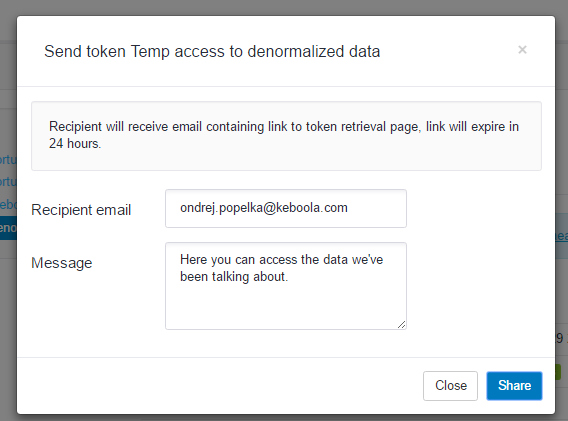 Send token Temp access to denormalized data
×
Recipient will receive email containing link to token retrieval page, link will expire in
24 hours.
Recipient email
ondrej.popelka@keboola.com
Message
Here you can access the data we've
been talking about.
Close
Share